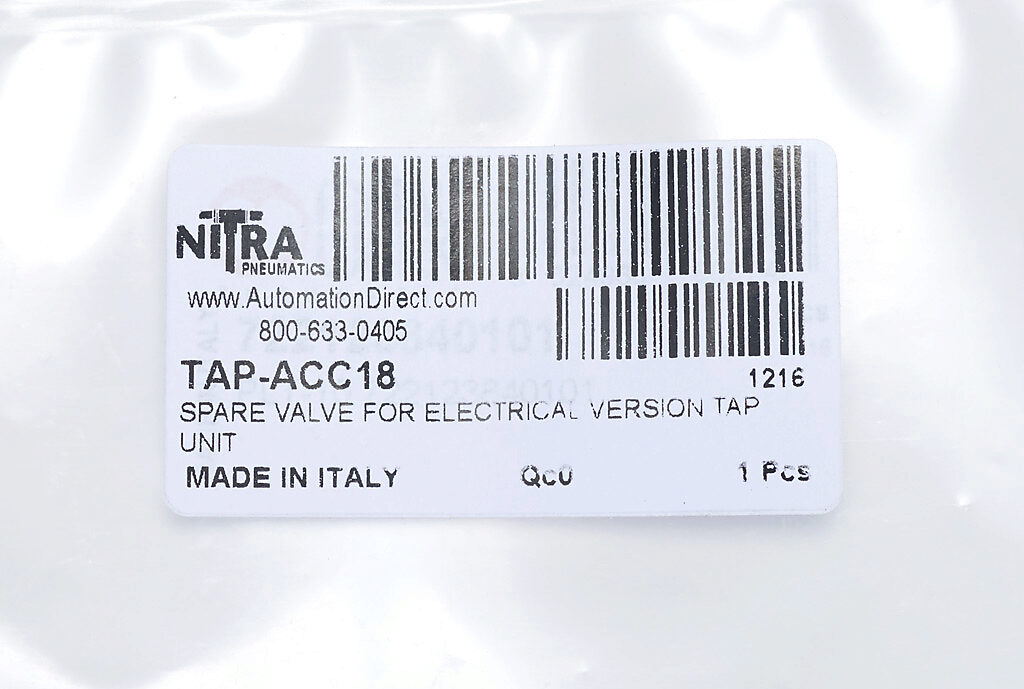 NITRA
PNEUMATICS
www.AutomationDirect.com
800-633-0405
TAP-ACC18
1216
SPARE VALVE FOR ELECTRICAL VERSION TAP
UNIT
MADE IN ITALY
Qc0
1 Pcs